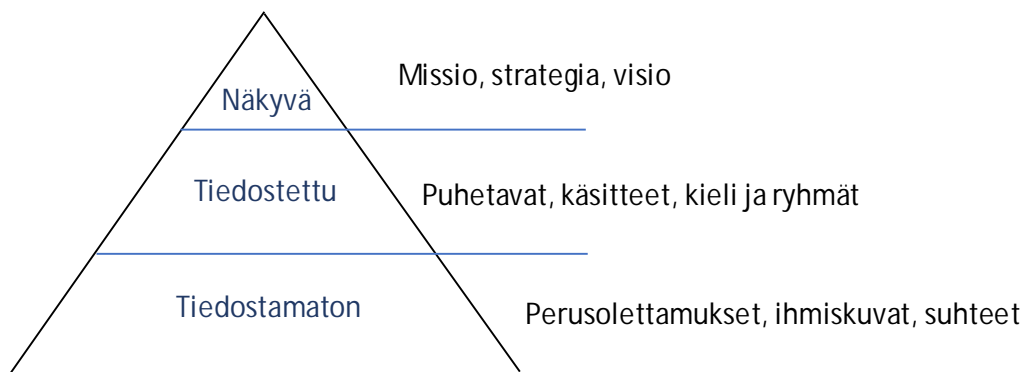 Missio, strategia, visio
Näkyvä
Tiedostettu
Puhetavat, käsitteet, kieli ja ryhmät
Tiedostamaton
Perusolettamukset, ihmiskuvat, suhteet